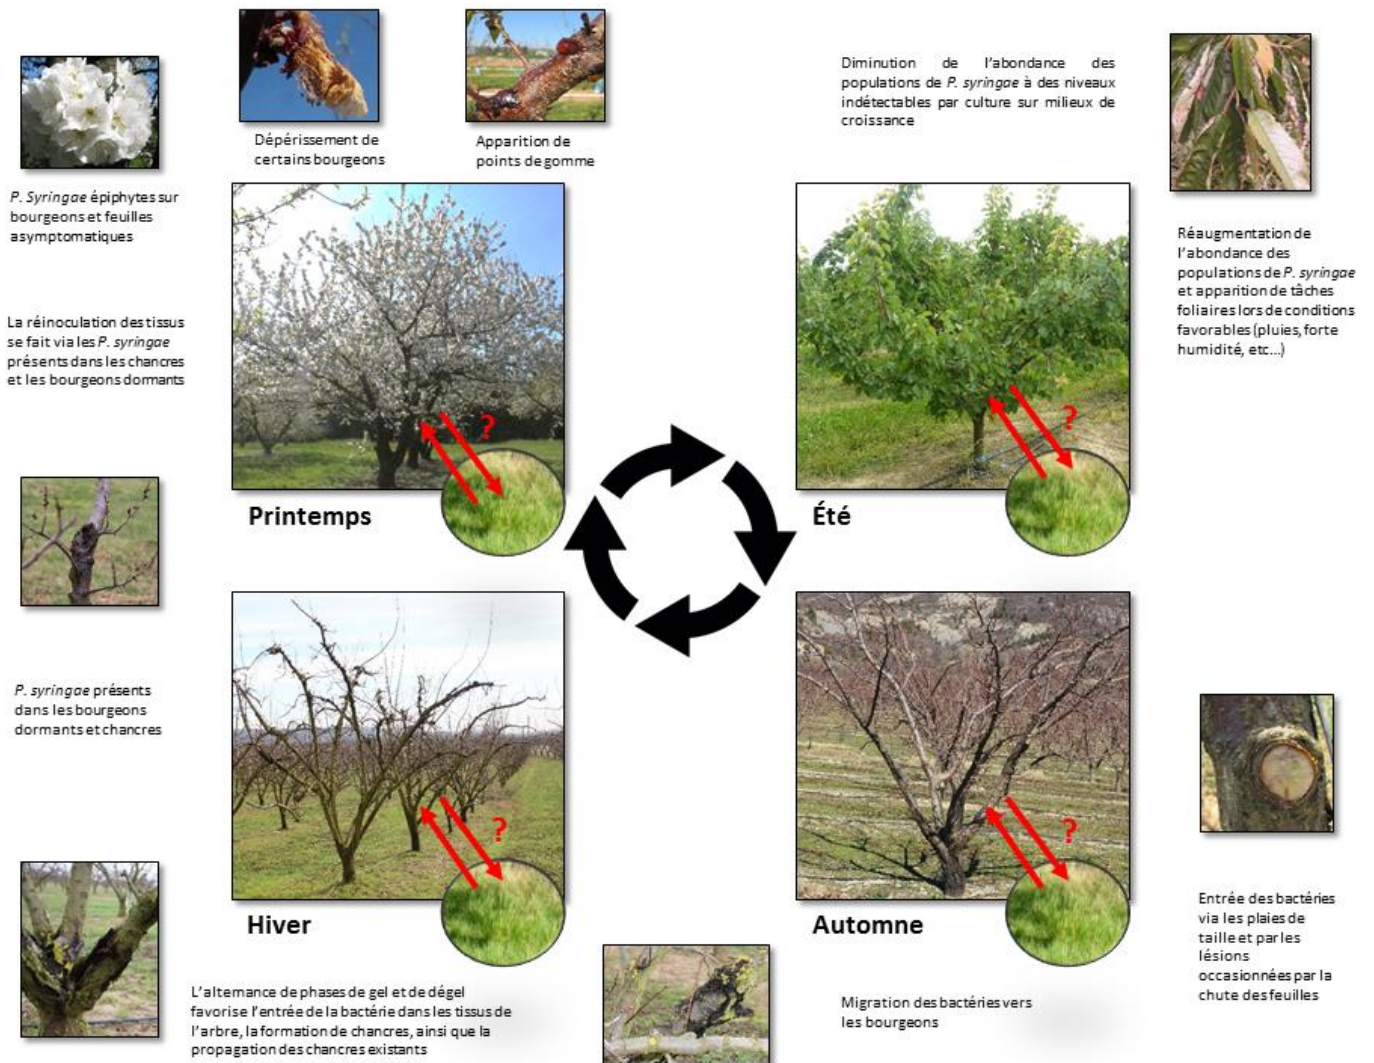 Dépérissement de
certains bourgeons
Apparition de
points de gomme
Diminution de l'abondance des
populations de P. syringae à des niveaux
indétectables par culture sur milieux de
croissance
P. Syringae épiphytes sur
bourgeons et feuilles
asymptomatiques
La réinoculation des tissus
se fait via les P. syringae
présents dans les chancres
et les bourgeons dormants
Réaugmentation de
l'abondance des
populations de P. syringae
et apparition de tâches
foliaires lors de conditions
favorables (pluies, forte
humidité, etc...)
?
?
Printemps
Été
P. syringae présents
dans les bourgeons
dormants et chancres
?
?
Hiver
Automne
Entrée des bactéries
via les plaies de
taille et par les
lésions
occasionnées par la
chute des feuilles
L'alternance de phases de gel et de dégel
favorise l'entrée de la bactérie dans les tissus de
l'arbre, la formation de chancres, ainsi que la
propagation des chancres existants
Migration des bactéries vers
les bourgeons